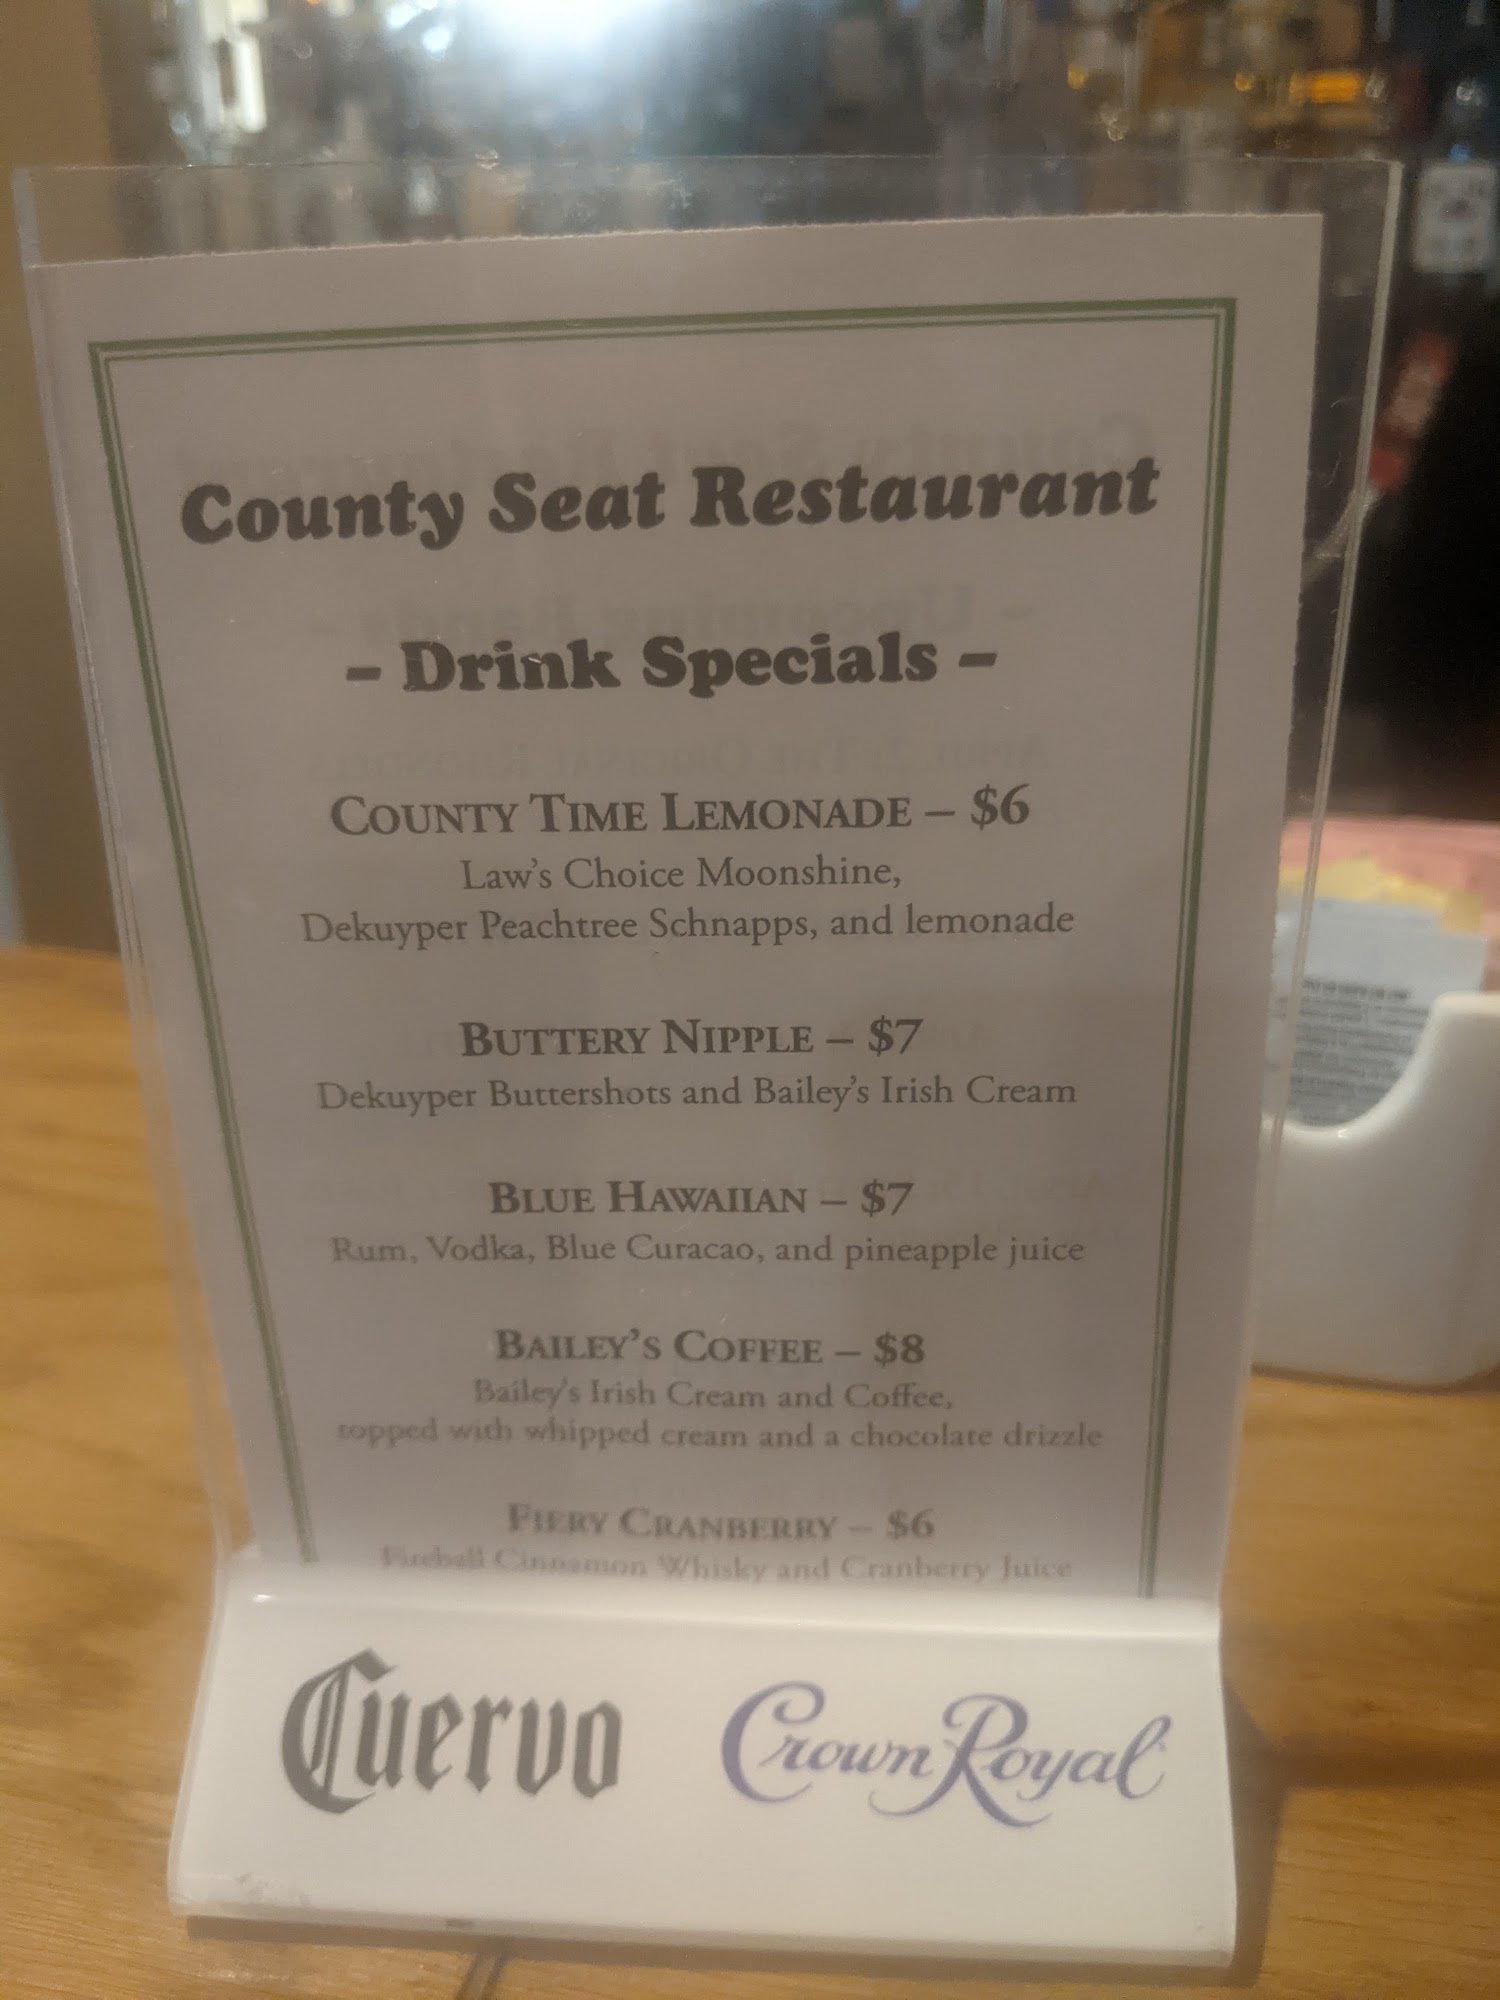 County Seat Restaurant
- Drink Specials -
COUNTY TIME LEMONADE – $6
Law's Choice Moonshine,
Dekuyper Peachtree Schnapps, and lemonade
BUTTERY NIPPLE – $7
Dekuyper Buttershots and Bailey's Irish Cream
BLUE HAWAIIAN – $7
Rum, Vodka, Blue Curacao, and pineapple juice
BAILEY'S COFFEE – $8
Bailey's Irish Cream and Coffee,
topped with whipped cream and a chocolate drizzle
FIERY CRANBERRY – $6
Fireball Cinnamon Whisky and Cranberry Juice
Cuervo Crown Royal